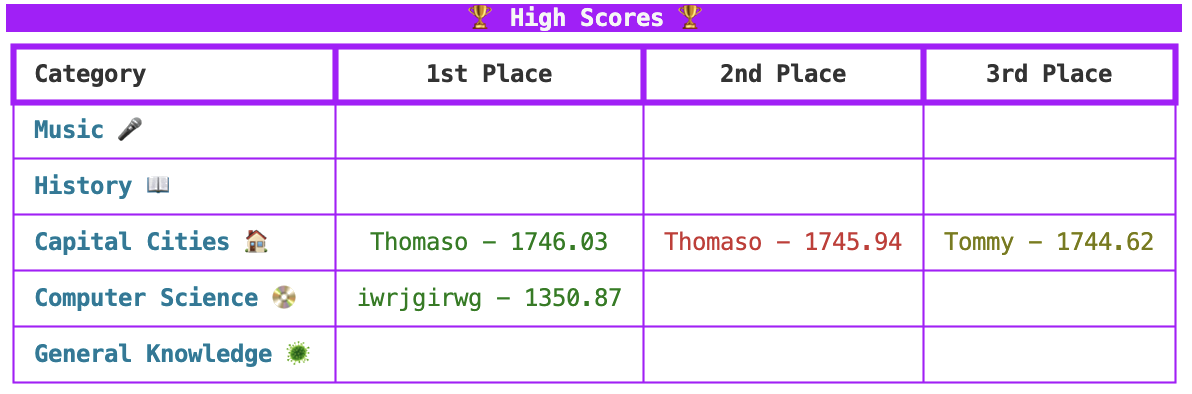 🏆 High Scores 🏆
Category 1st Place 2nd Place 3rd Place
Music 🎤
History 📖
Capital Cities 🏠 Thomaso - 1746.03 Thomaso - 1745.94 Tommy - 1744.62
Computer Science 📀 iwrjgirwg - 1350.87
General Knowledge 🦠